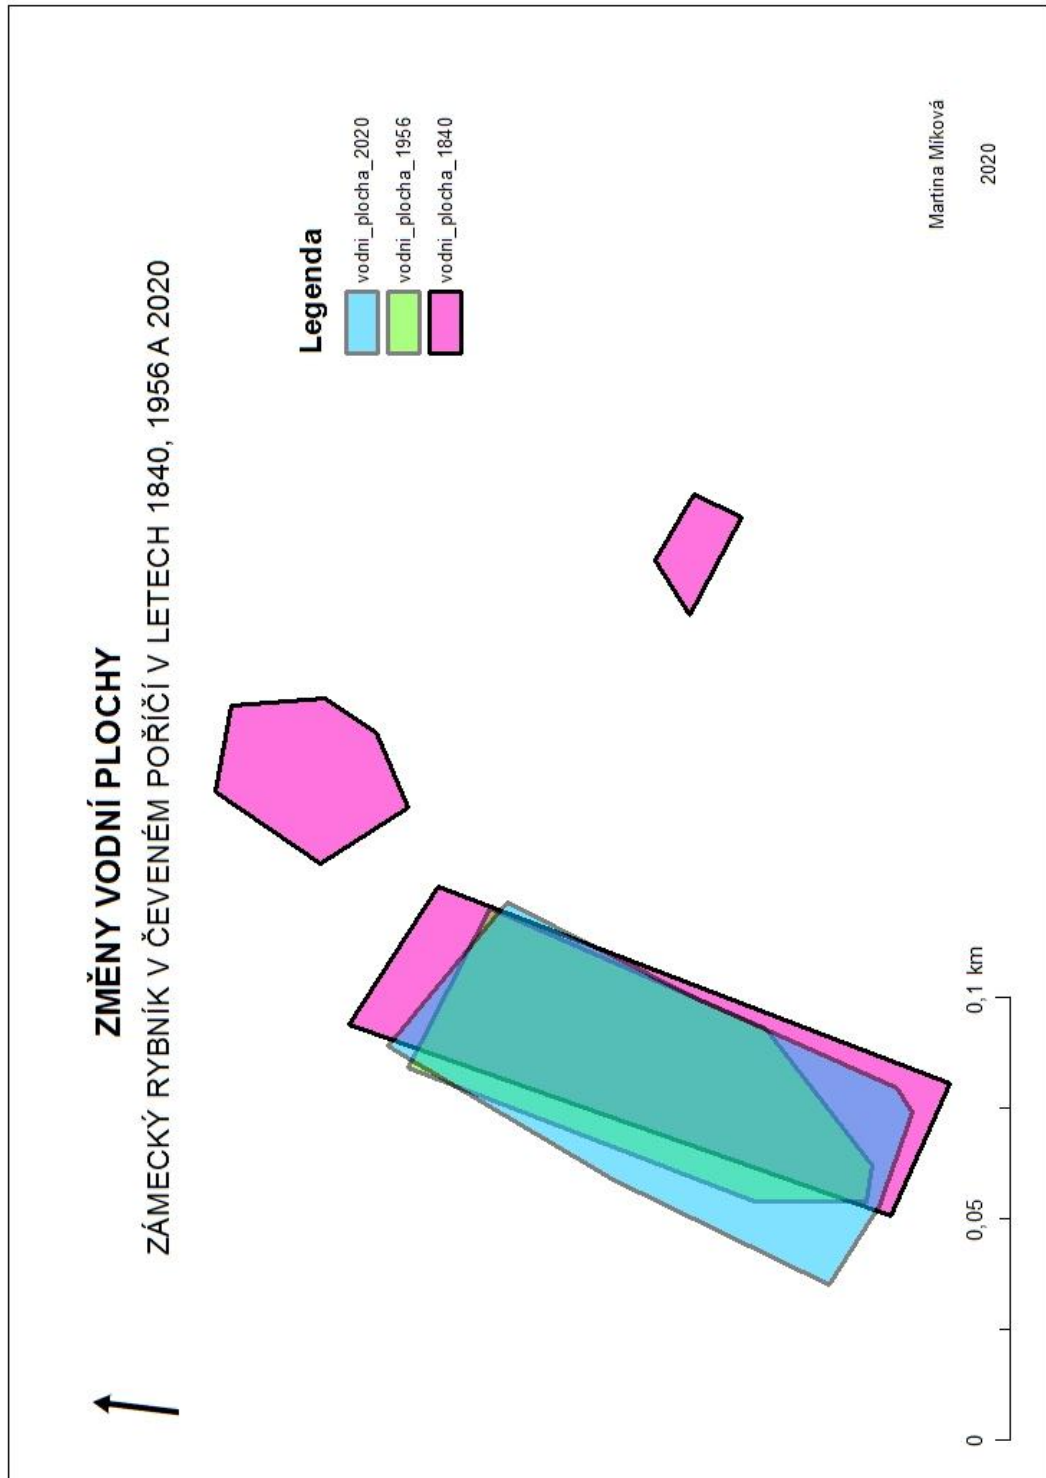 ZMĚNY VODNÍ PLOCHY
ZÁMECKÝ RYBNÍK V ČEVENÉM POŘÍČÍ V LETECH 1840, 1956 A 2020
Legenda
vodni_plocha_2020
vodni_plocha_1956
vodni_plocha_1840
0 0,05 0,1 km
Martina Míková
2020